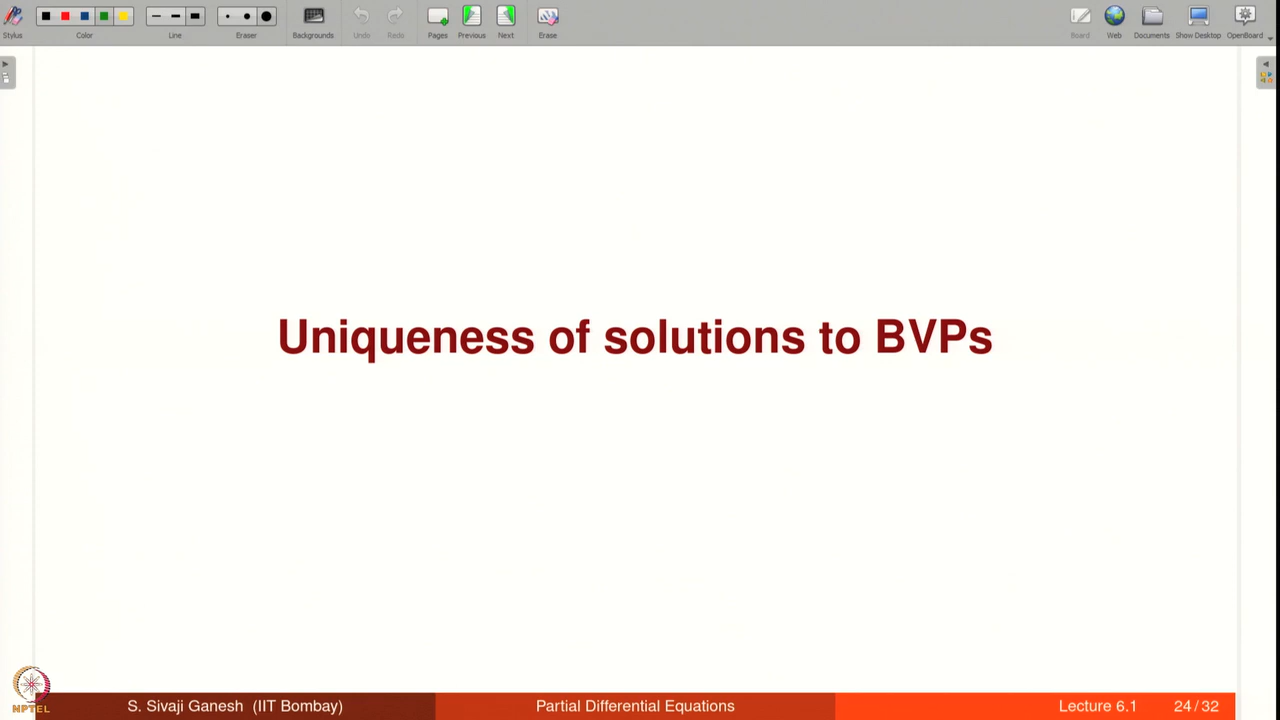 Stylus
Color
Line
Eraser
Backgrounds
Undo
Redo
Pages
Previous
Next
Erase
Board
Web
Documents
Show Desktop
OpenBoard
Uniqueness of solutions to BVPs
NPTEL
S. Sivaji Ganesh (IIT Bombay)
Partial Differential Equations
Lecture 6.1
24/32